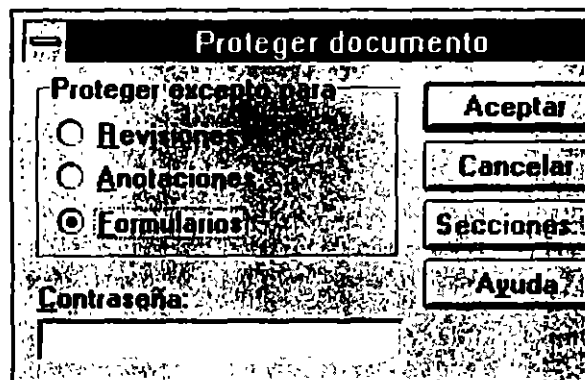 Proteger documento
Proteger excepto para
Revisiones
Anotaciones
Formularios
Contraseña:
Aceptar
Cancelar
Secciones...
Ayuda